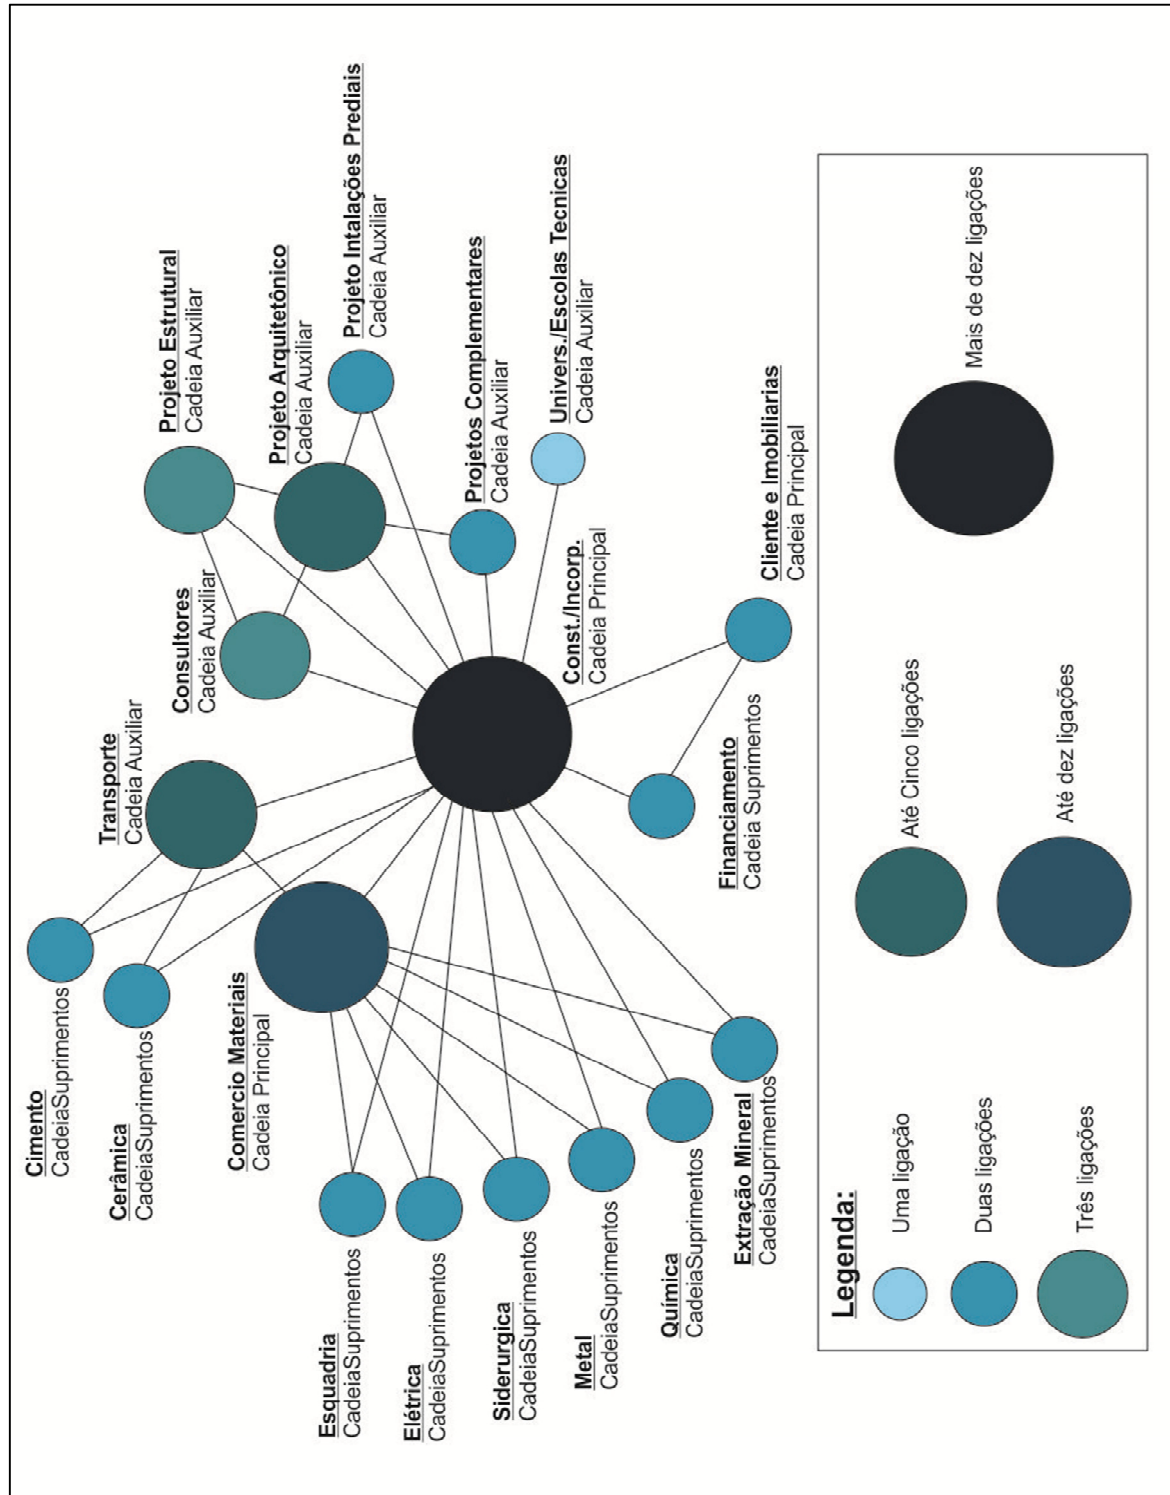 Cimento
CadeiaSuprimentos
Cerâmica
CadeiaSuprimentos
Transporte
Cadeia Auxiliar
Consultores
Cadeia Auxiliar
Projeto Estrutural
Cadeia Auxiliar
Projeto Arquitetônico
Cadeia Auxiliar
Projeto Intalações Prediais
Cadeia Auxiliar
Projetos Complementares
Cadeia Auxiliar
Univers./Escolas Tecnicas
Cadeia Auxiliar
Comercio Materiais
Cadeia Principal
Const./Incorp.
Cadeia Principal
Cliente e Imobiliarias
Cadeia Principal
Financiamento
Cadeia Suprimentos
Esquadria
CadeiaSuprimentos
Elétrica
CadeiaSuprimentos
Siderurgica
CadeiaSuprimentos
Metal
CadeiaSuprimentos
Química
CadeiaSuprimentos
Extração Mineral
CadeiaSuprimentos
Legenda:
Uma ligação
Duas ligações
Três ligações
Até Cinco ligações
Até dez ligações
Mais de dez ligações